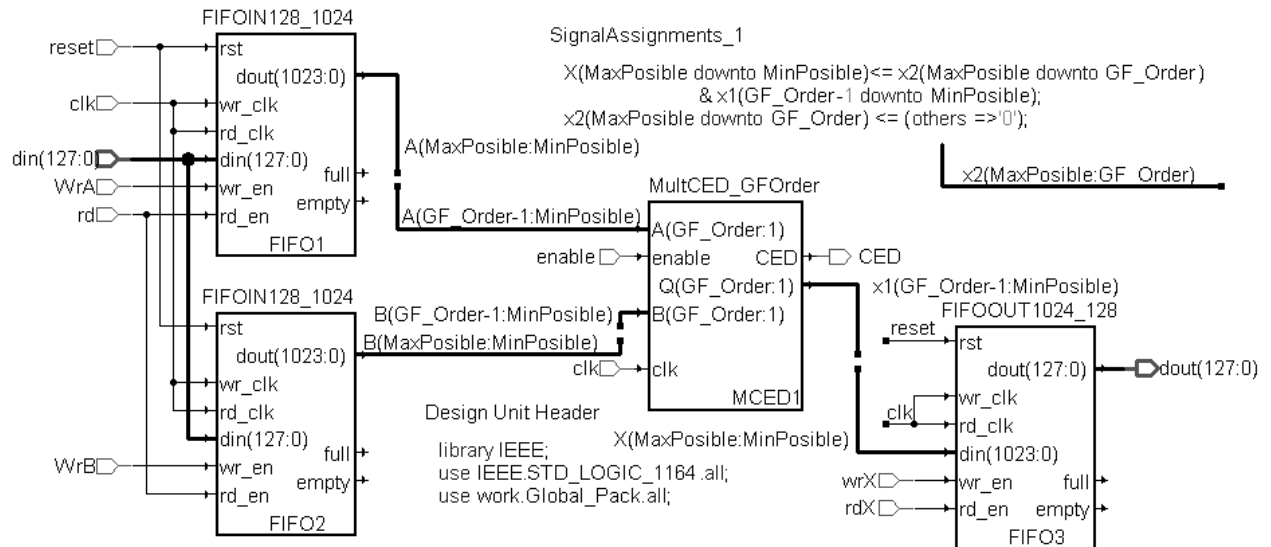 FIFOIN128_1024
reset
rst
dout(1023:0)
clk
wr_clk
rd_clk
din(127:0)
din(127:0)
full
WrA
wr_en
empty
rd
rd_en
FIFO1
SignalAssignments_1
X(MaxPosible downto MinPosible)<= x2(MaxPosible downto GF_Order)
& x1(GF_Order-1 downto MinPosible);
x2(MaxPosible downto GF_Order) <= (others =>'0');
A(MaxPosible:MinPosible)
x2(MaxPosible:GF_Order)
MultCED_GFOrder
A(GF_Order-1:MinPosible)
A(GF_Order:1)
enable
enable
CED
CED
Q(GF_Order:1)
B(GF_Order:1)
clk
clk
MCED1
FIFOIN128_1024
rst
dout(1023:0)
B(GF_Order-1:MinPosible)
B(MaxPosible:MinPosible)
wr_clk
rd_clk
din(127:0)
full
WrB
wr_en
empty
rd_en
FIFO2
Design Unit Header
library IEEE;
use IEEE.STD_LOGIC_1164.all;
use work.Global_Pack.all;
x1(GF_Order-1:MinPosible)
FIFOOUT1024_128
reset
rst
dout(127:0)
dout(127:0)
wr_clk
clk
rd_clk
X(MaxPosible:MinPosible)
din(1023:0)
wrX
wr_en
full
rdX
rd_en
empty
FIFO3